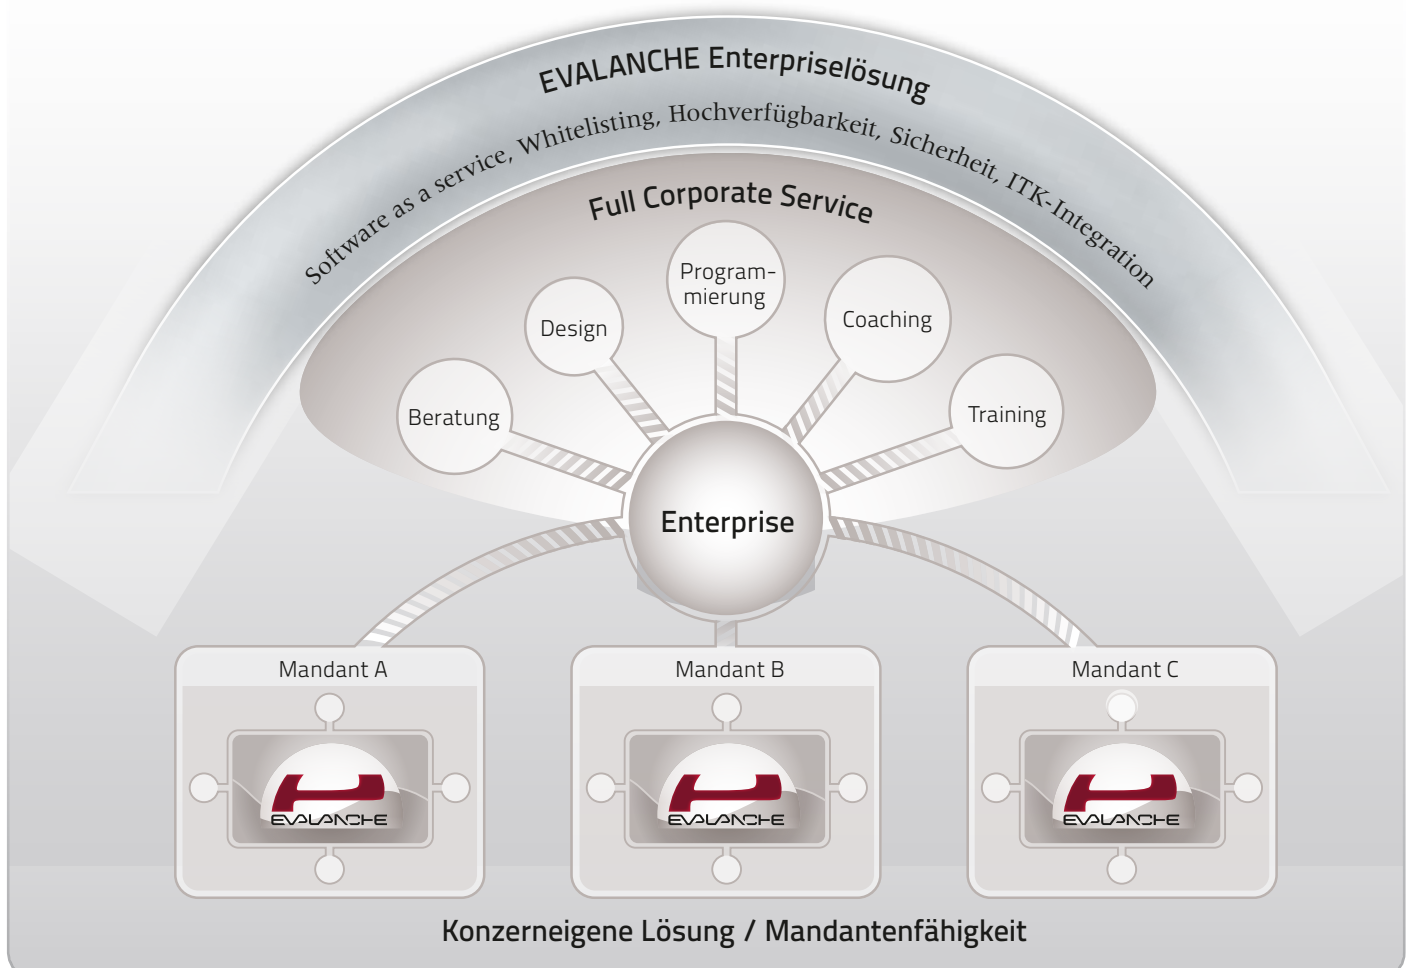 EVALANCHE Enterpriselösung
Software as a service, Whitelisting, Hochverfügbarkeit, Sicherheit, ITK-Integration
Full Corporate Service
Program-
mierung
Design
Coaching
Beratung
Training
Enterprise
Mandant A
Mandant B
Mandant C
EVALANCHE
EVALANCHE
EVALANCHE
Konzerneigene Lösung / Mandantenfähigkeit